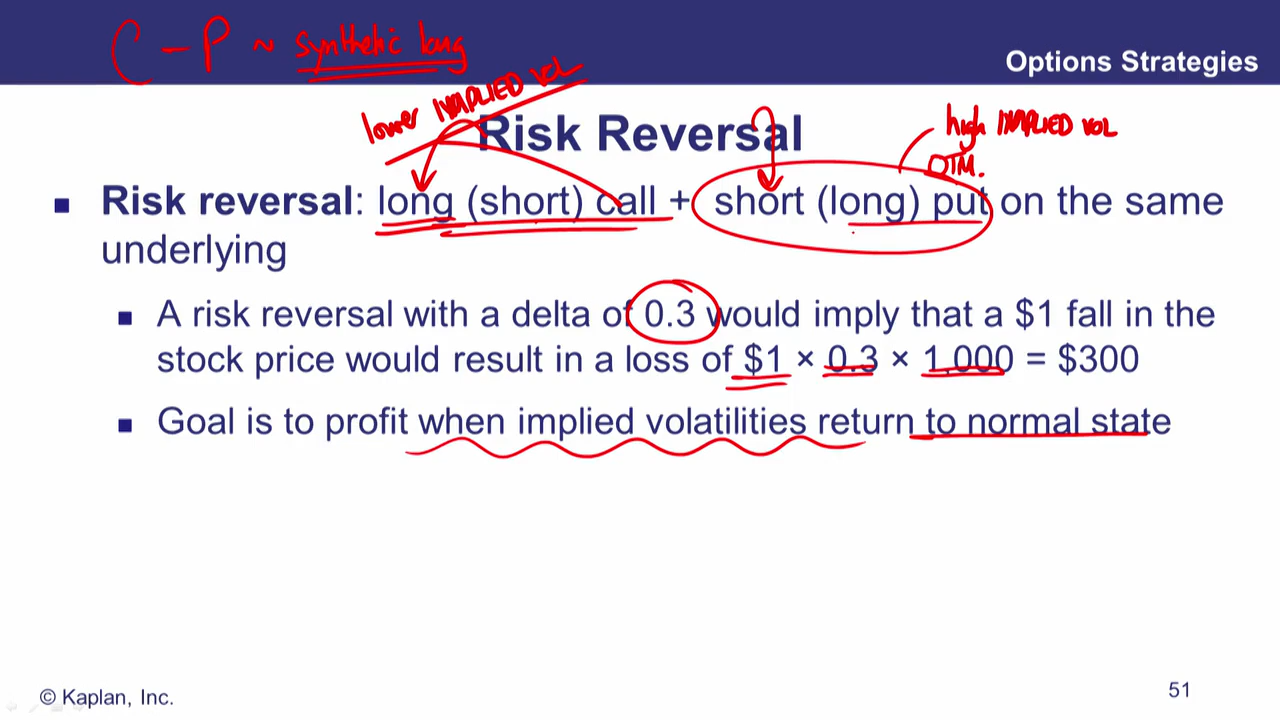 C - P ~ synthetic long
Options Strategies
lower IMPLIED VOL
Risk Reversal
high IMPLIED VOL
OTM.
■ Risk reversal: long (short) call + short (long) put on the same
underlying
■ A risk reversal with a delta of 0.3 would imply that a $1 fall in the
stock price would result in a loss of $1 × 0.3 × 1,000 = $300
■ Goal is to profit when implied volatilities return to normal state
© Kaplan, Inc.
51